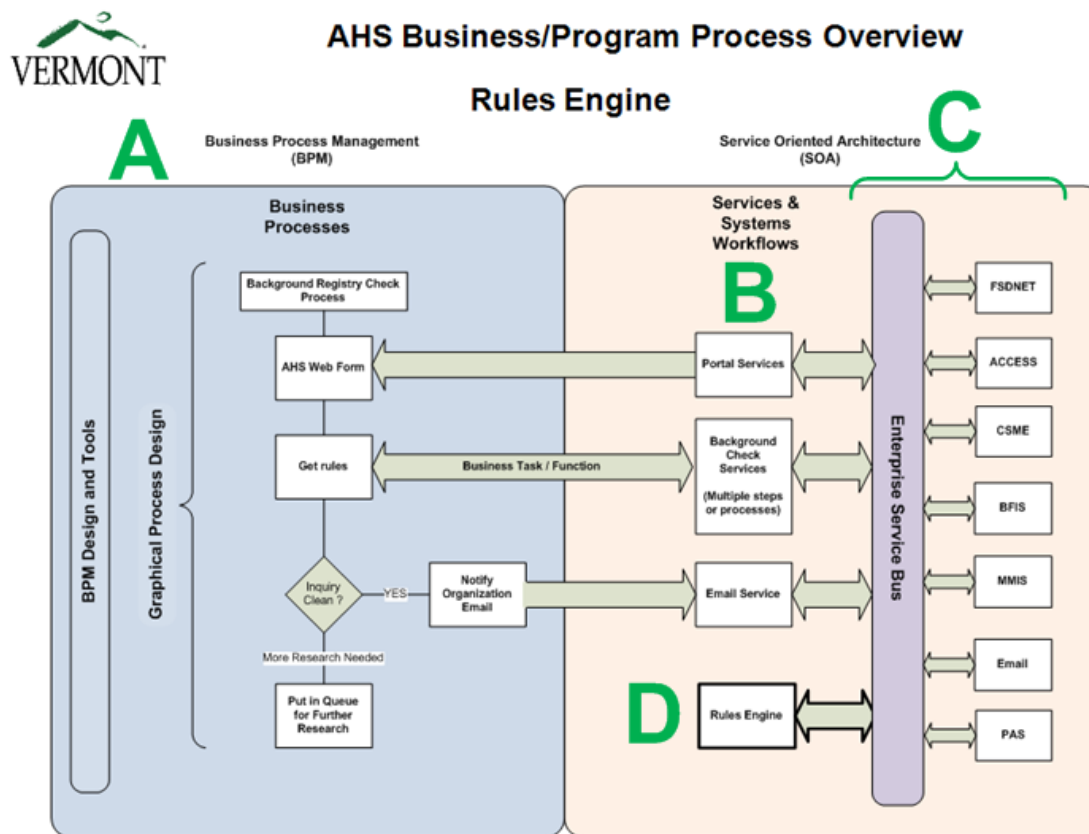 VERMONT
AHS Business/Program Process Overview
Rules Engine
A
Business Process Management
(BPM)
Service Oriented Architecture
(SOA)
C
Business
Processes
Services &
Systems
Workflows
B
BPM Design and Tools
Graphical Process Design
Background Registry Check
Process
AHS Web Form
Get rules
Business Task / Function
Inquiry
Clean ?
YES
Notify
Organization
Email
More Research Needed
Put in Queue
for Further
Research
Portal Services
Background
Check
Services
(Multiple steps
or processes)
Email Service
D
Rules Engine
Enterprise Service Bus
FSDNET
ACCESS
CSME
BFIS
MMIS
Email
PAS